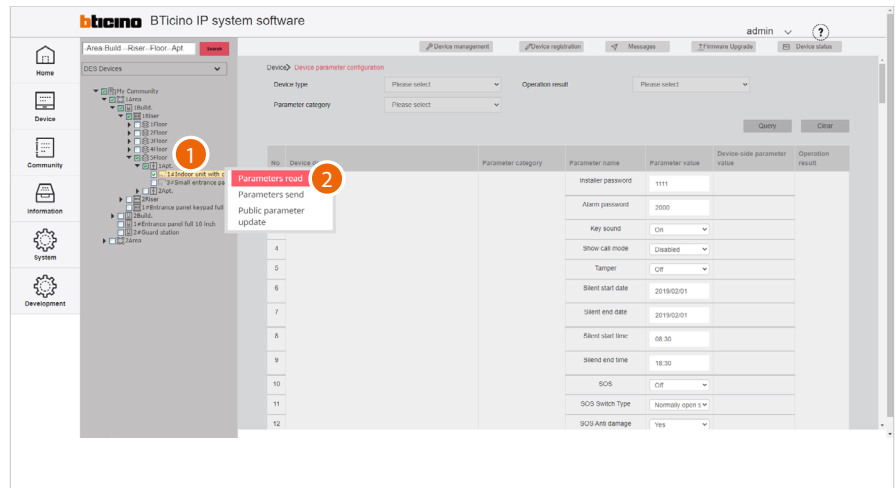 bticino BTicino IP system software
admin
?
Area-Build.-Riser-Floor-Apt
Search
Device management
Device registration
Messages
Firmware Upgrade
Device status
Home
Device
Community
Information
System
Development
DES Devices
My Community
1Area
1Build.
1Riser
1Floor
2Floor
3Floor
4Floor
5Floor
1Apt.
1#Indoor unit with
3#Small entrance pa
2Apt.
2Riser
1#Entrance panel keypad full
2Build.
1#Entrance panel full 10 inch
2#Guard station
2Area
1
Parameters read
2
Parameters send
Public parameter
update
Device> Device parameter configuration
Device type Please select Operation result Please select
Parameter category Please select
Query Clear
No Device Parameter category Parameter name Parameter value Device-side parameter value Operation result
Installer password 1111
Alarm password 2000
Key sound On
4 Show call mode Disabled
5 Tamper Off
6 Silent start date 2019/02/01
7 Silent end date 2019/02/01
8 Silent start time 08:30
9 Silend end time 18:30
10 SOS Off
11 SOS Switch Type Normally open s
12 SOS Anti damage Yes